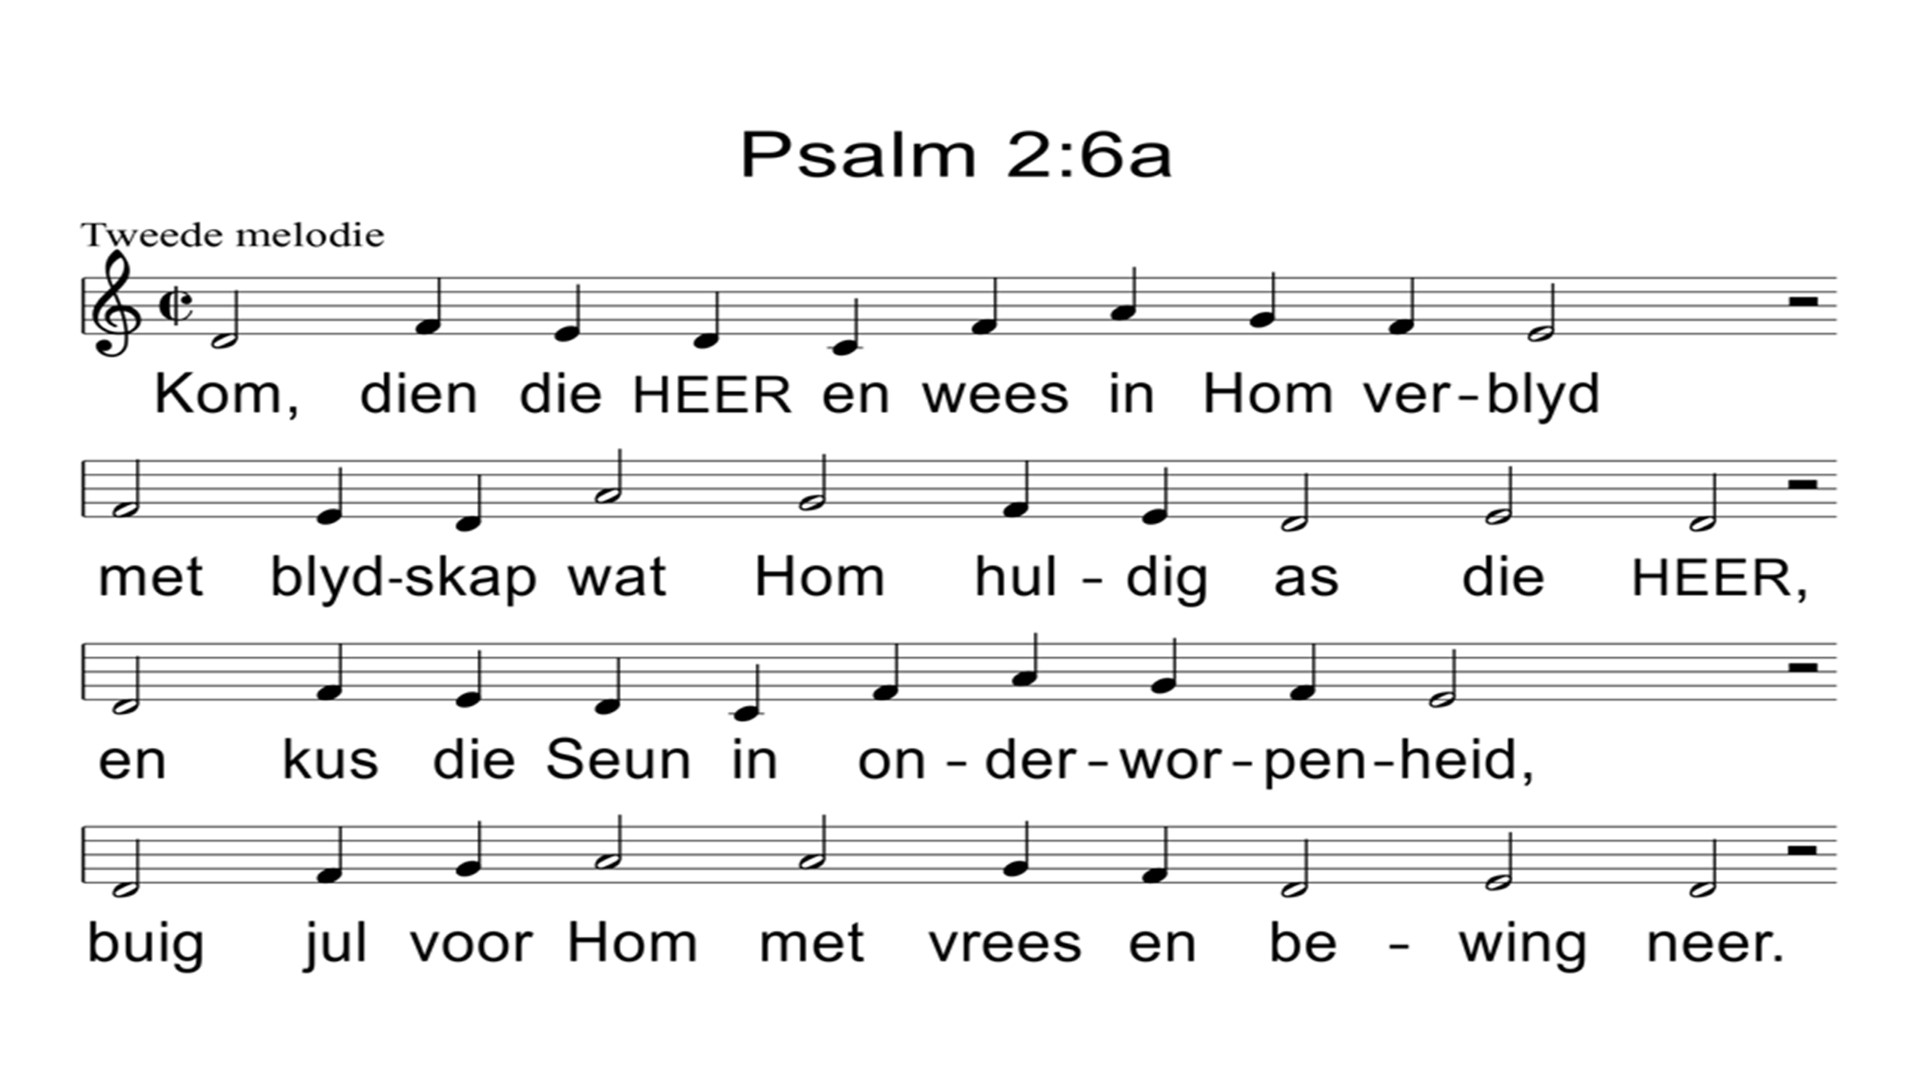 Psalm 2:6a
Tweede melodie
Kom, dien die HEER en wees in Hom ver-blyd
met blyd-skap wat Hom hul - dig as die HEER,
en kus die Seun in on - der-wor-pen-heid,
buig jul voor Hom met vrees en be - wing neer.